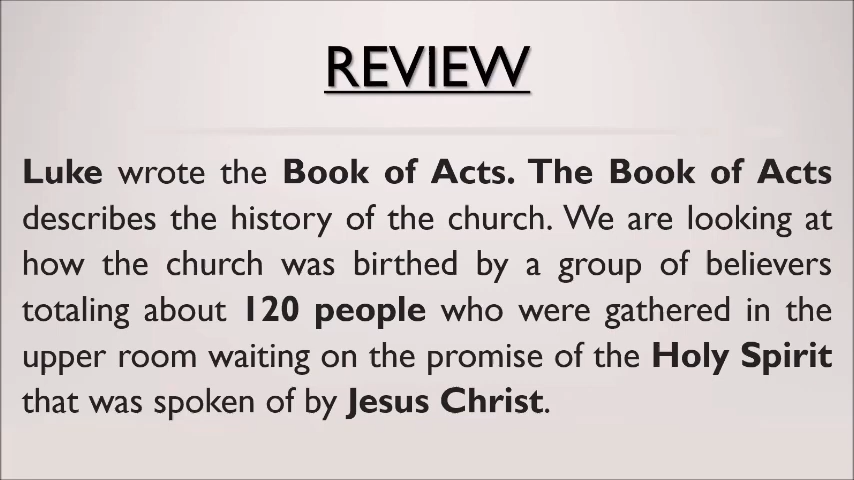 REVIEW
Luke wrote the Book of Acts. The Book of Acts
describes the history of the church. We are looking at
how the church was birthed by a group of believers
totaling about 120 people who were gathered in the
upper room waiting on the promise of the Holy Spirit
that was spoken of by Jesus Christ.